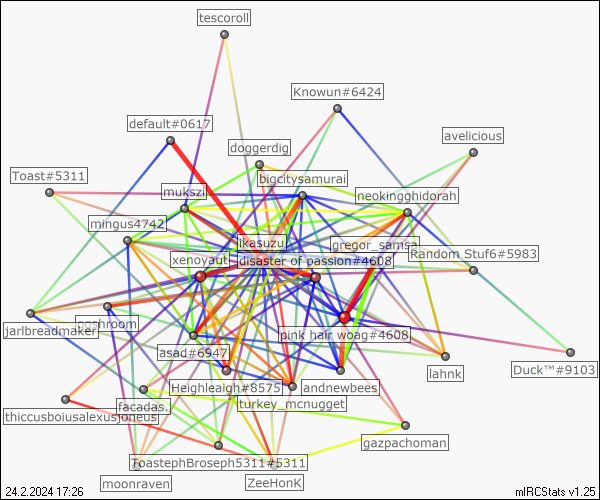 tescoroll
Knowun#6424
default#0617
avelicious
doggerdig
Toast#5311
bigcitysamurai
mukszi
neokingghidorah
mingus4742
ikasuzu
gregor_samsa
Random Stuf6#5983
xenoyaut
disaster of passion#4608
jarlbreadmaker
pink hair woag#4608
asad#6947
lahnk
Duck™#9103
Heighleaigh#8575
andnewbees
turkey_mcnugget
facadas.
thiccusboiusalexusjoneus
gazpachoman
ToastephBroseph5311#5311
moonraven
ZeeHonK
24.2.2024 17:26
mIRCStats v1.25